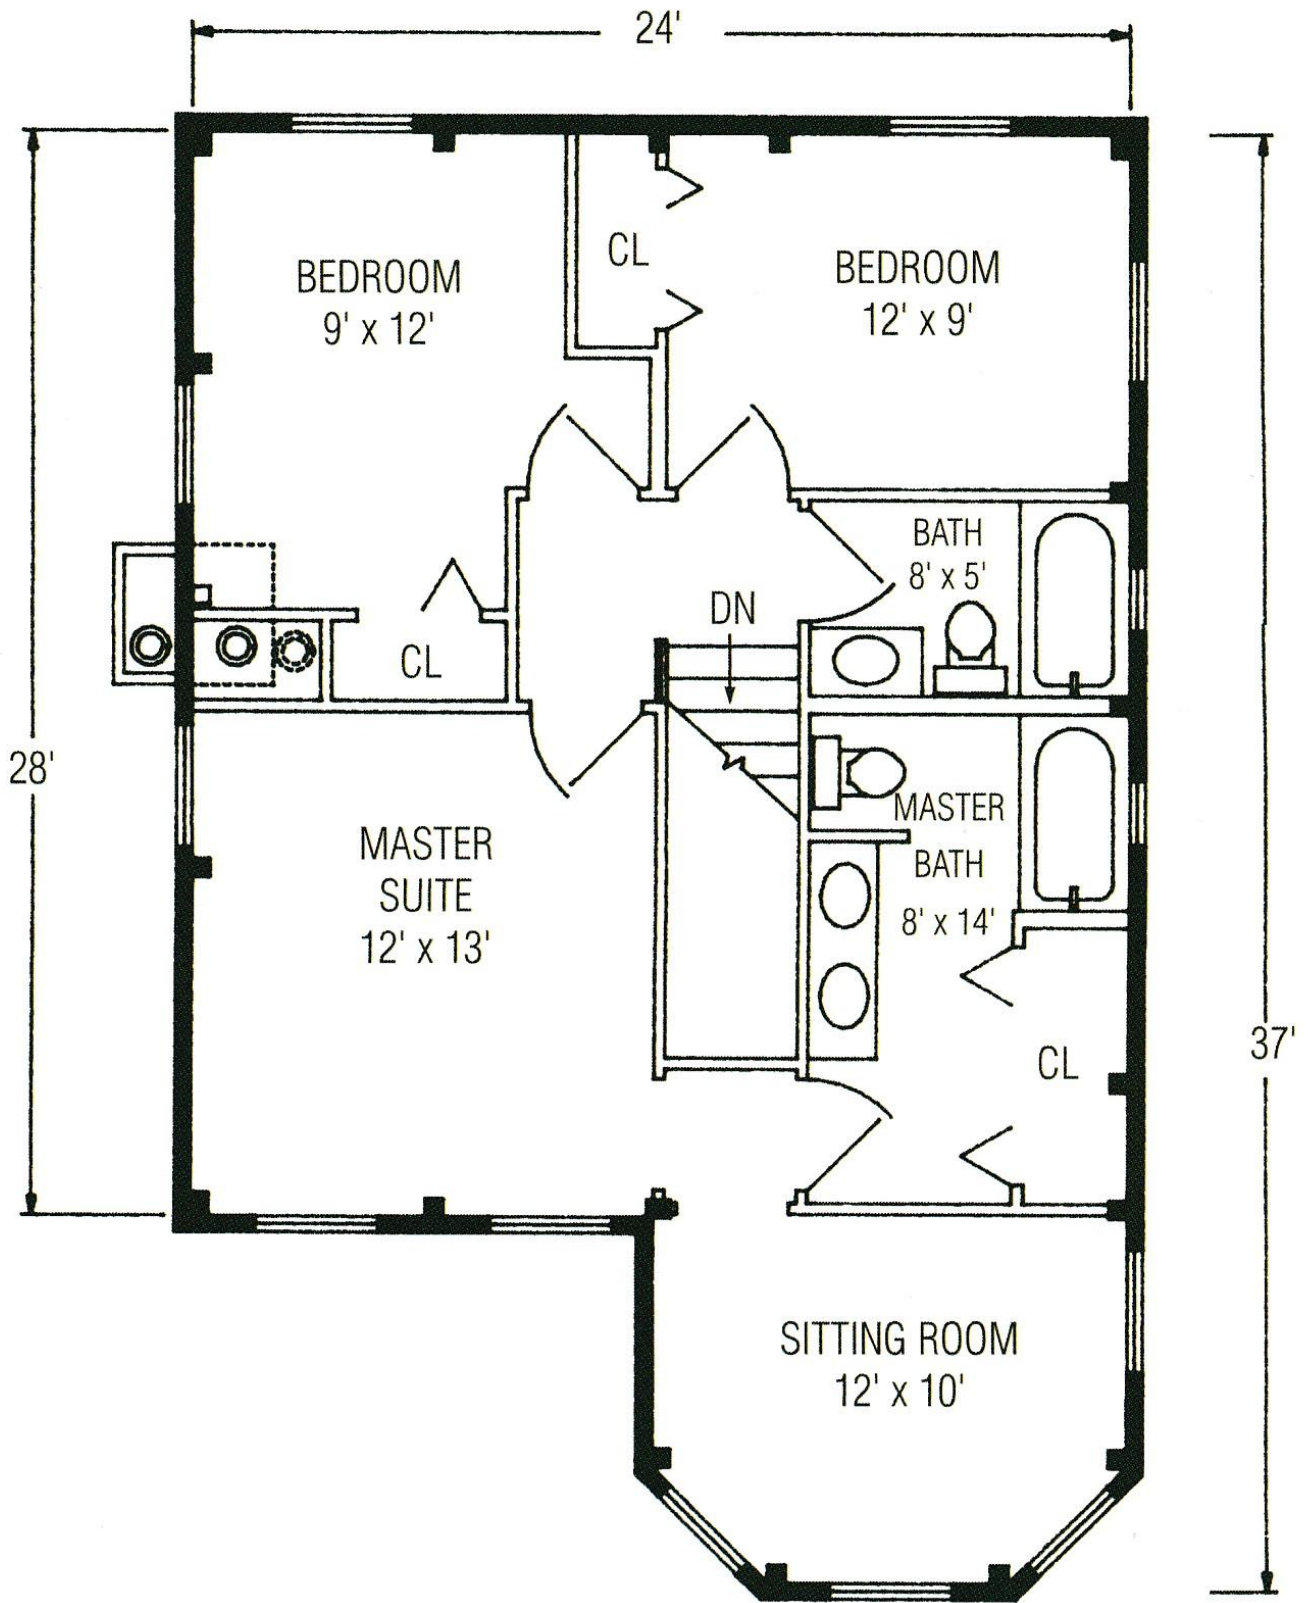 24'
BEDROOM
9' x 12'
CL
BEDROOM
12' x 9'
BATH
8' x 5'
DN
CL
28'
MASTER
SUITE
12' x 13'
MASTER
BATH
8' x 14'
CL
37'
SITTING ROOM
12' x 10'